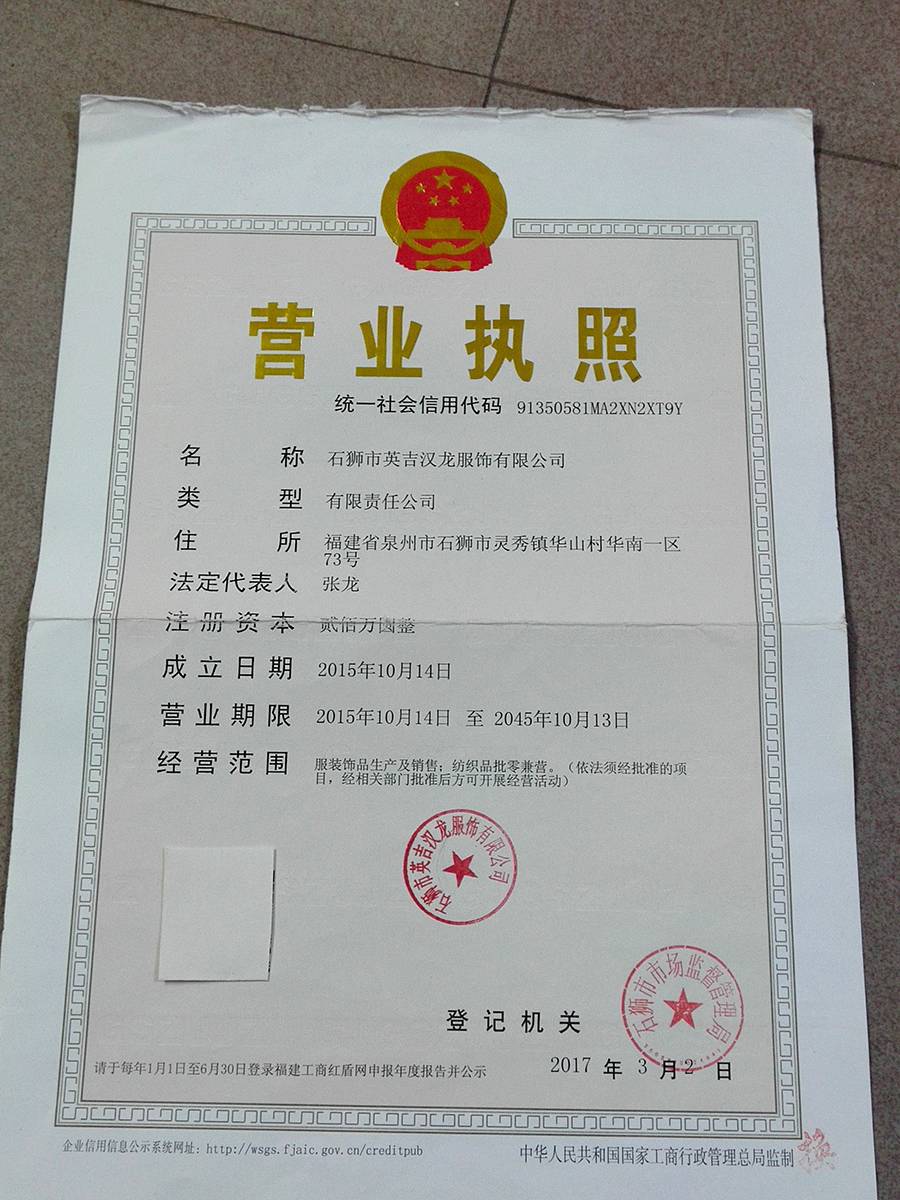 营业执照
统一社会信用代码 91350581MA2XN2XT9Y
名称 石狮市英吉汉龙服饰有限公司
类型 有限责任公司
住所 福建省泉州市石狮市灵秀镇华山村华南一区
73号
法定代表人 张龙
注册资本 贰佰万圆整
成立日期 2015年10月14日
营业期限 2015年10月14日 至 2045年10月13日
经营范围 服装饰品生产及销售；纺织品批零兼营。（依法须经批准的项
目，经相关部门批准后方可开展经营活动）
石狮市英吉汉龙服饰有限公司
石狮市市场监督管理局
登记机关
2017 年 3 月 2 日
请于每年1月1日至6月30日登录福建工商红盾网申报年度报告并公示
企业信用信息公示系统网址：http://wsgs.fjaic.gov.cn/creditpub
中华人民共和国国家工商行政管理总局监制